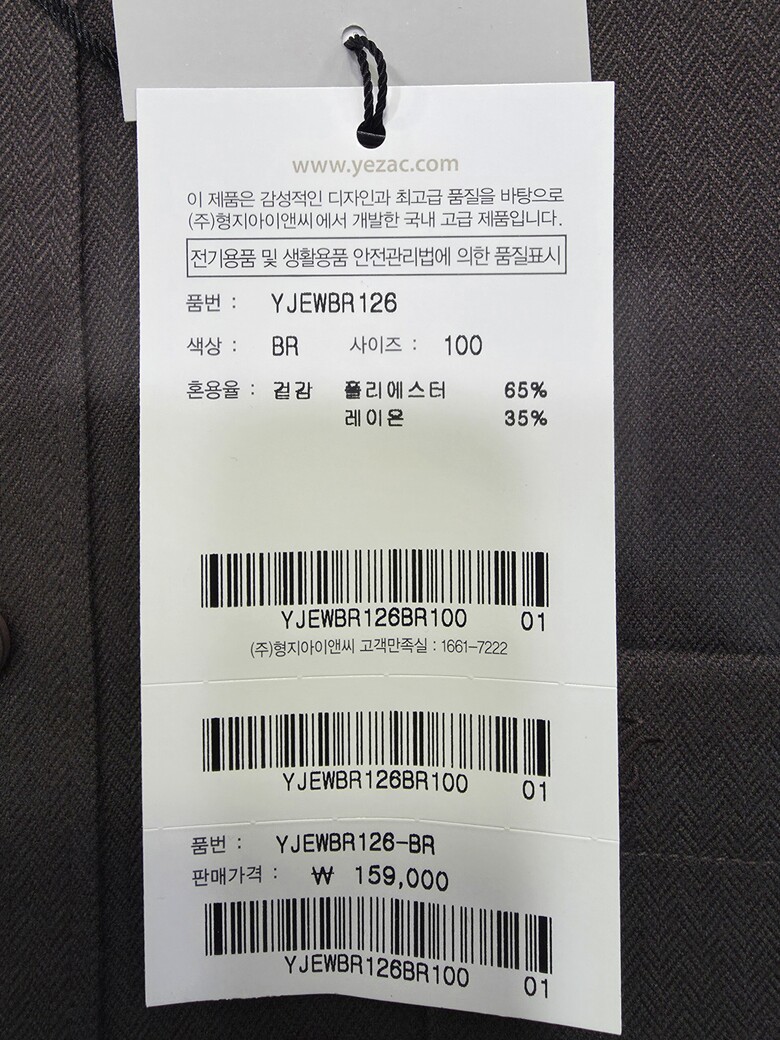 www.yezac.com
이 제품은 감성적인 디자인과 최고급 품질을 바탕으로
(주)형지아이앤씨에서 개발한 국내 고급 제품입니다.
전기용품 및 생활용품 안전관리법에 의한 품질표시
품번 : YJEWBR126
색상 : BR 사이즈 : 100
혼용율 : 겉감 폴리에스터 65%
레이온 35%
YJEWBR126BR100 01
(주)형지아이앤씨 고객만족실 : 1661-7222
YJEWBR126BR100 01
품번 : YJEWBR126-BR
판매가격 : ₩ 159,000
YJEWBR126BR100 01